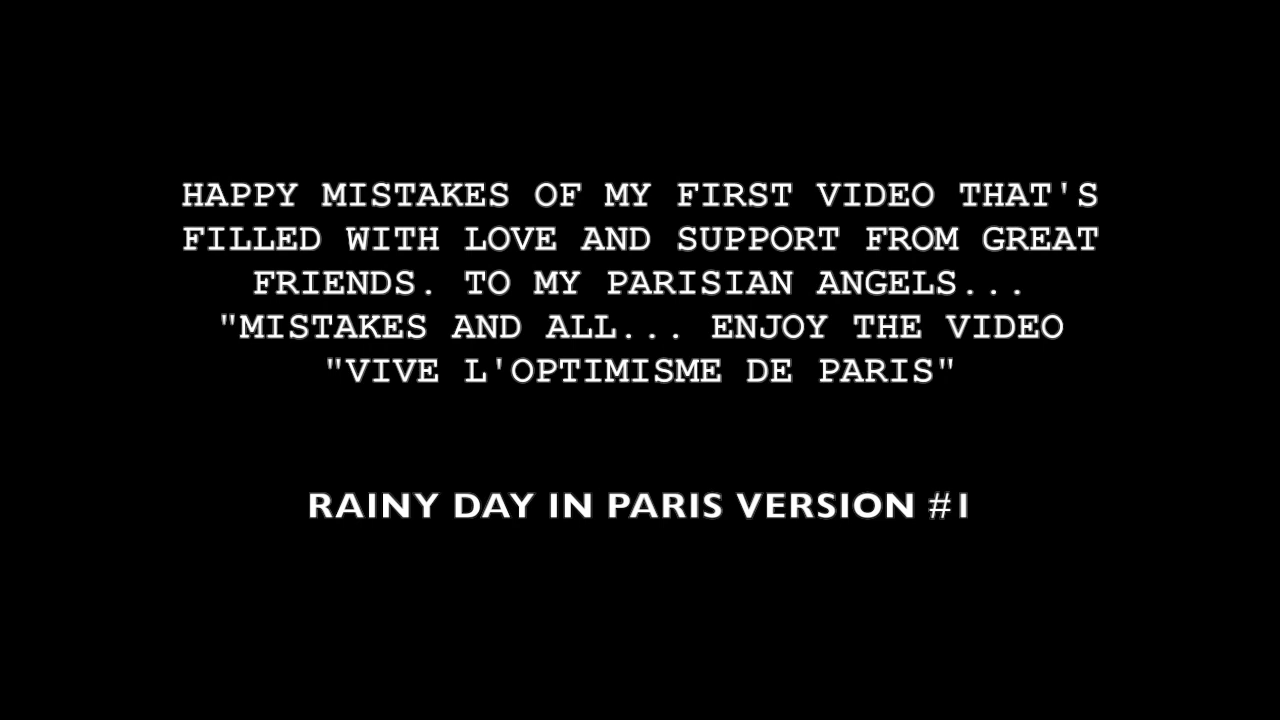 HAPPY MISTAKES OF MY FIRST VIDEO THAT'S
FILLED WITH LOVE AND SUPPORT FROM GREAT
FRIENDS. TO MY PARISIAN ANGELS...
"MISTAKES AND ALL... ENJOY THE VIDEO
"VIVE L'OPTIMISME DE PARIS"
RAINY DAY IN PARIS VERSION #1